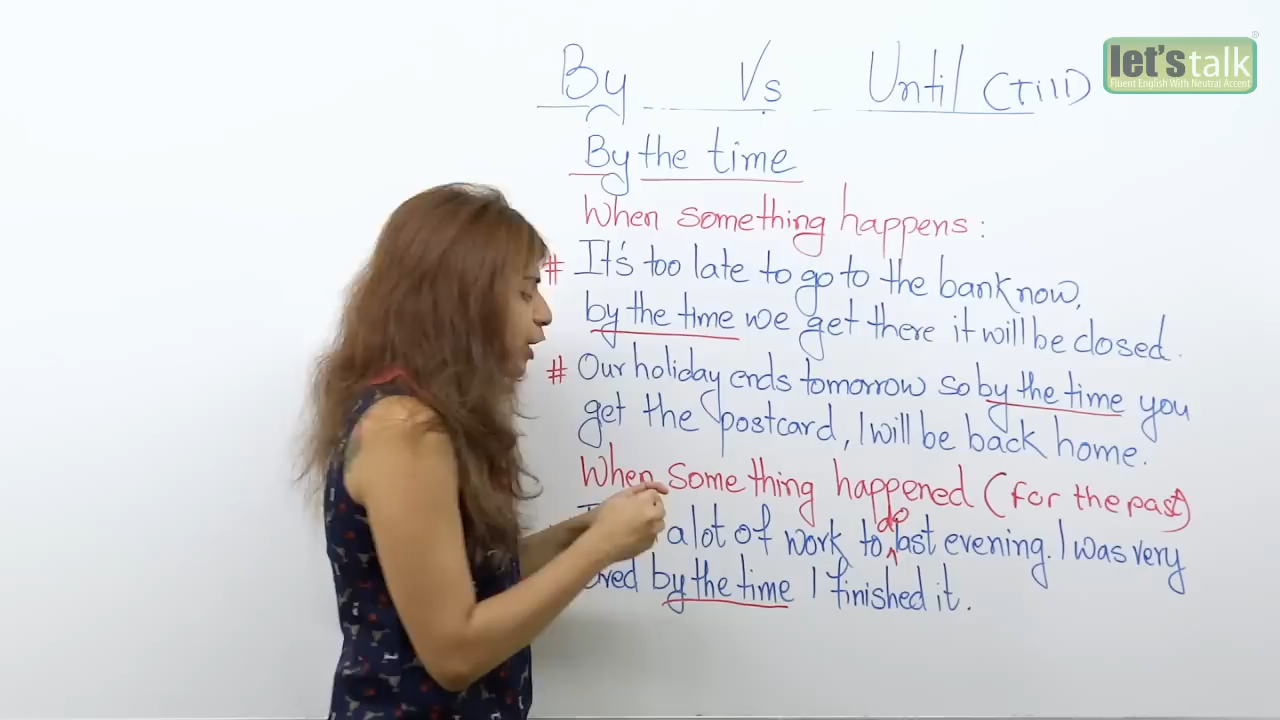 By Vs Until (Till)
let's talk ®
Fluent English With Neutral Accent
By the time
When something happens:
# It's too late to go to the bank now,
by the time we get there it will be closed.
# Our holiday ends tomorrow so by the time you
get the postcard, I will be back home.
When something happened (for the past)
a lot of work to do last evening. I was very
by the time I finished it.